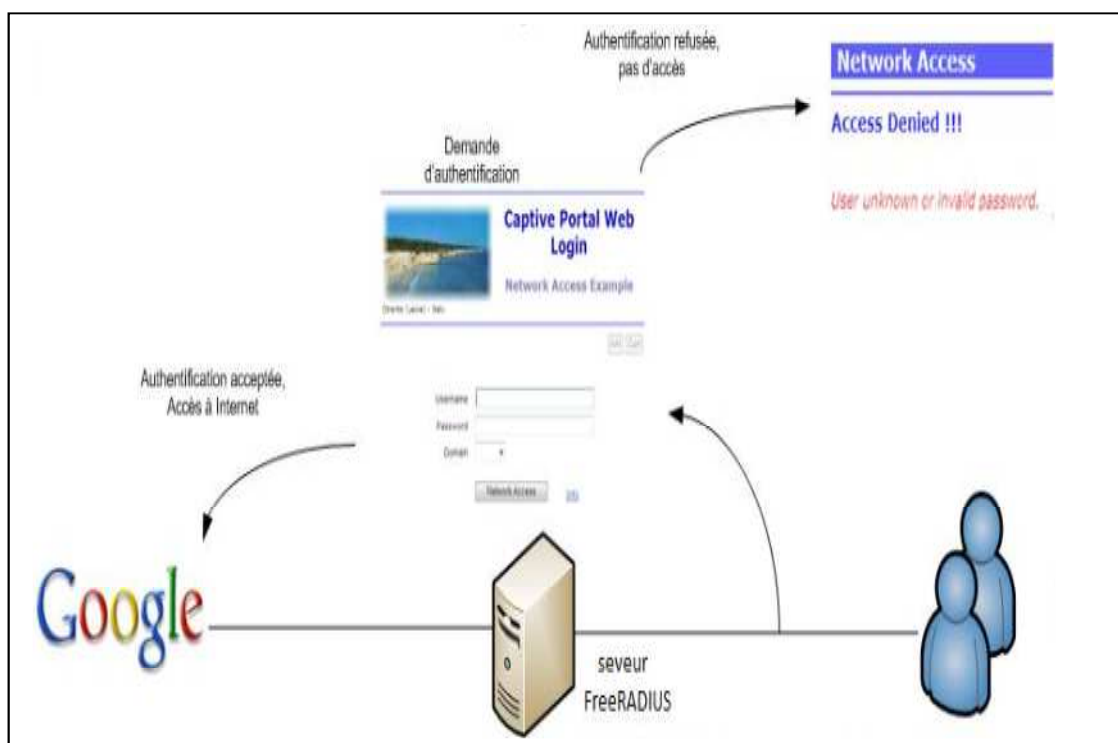 Authentification refusée,
pas d'accès
Network Access
Access Denied !!!
User unknown or invalid password.
Demande
d'authentification
Captive Portal Web
Login
Network Access Example
Authentification acceptée,
Accès à Internet
Username
Password
Domain
Network Access
Google
seveur
FreeRADIUS